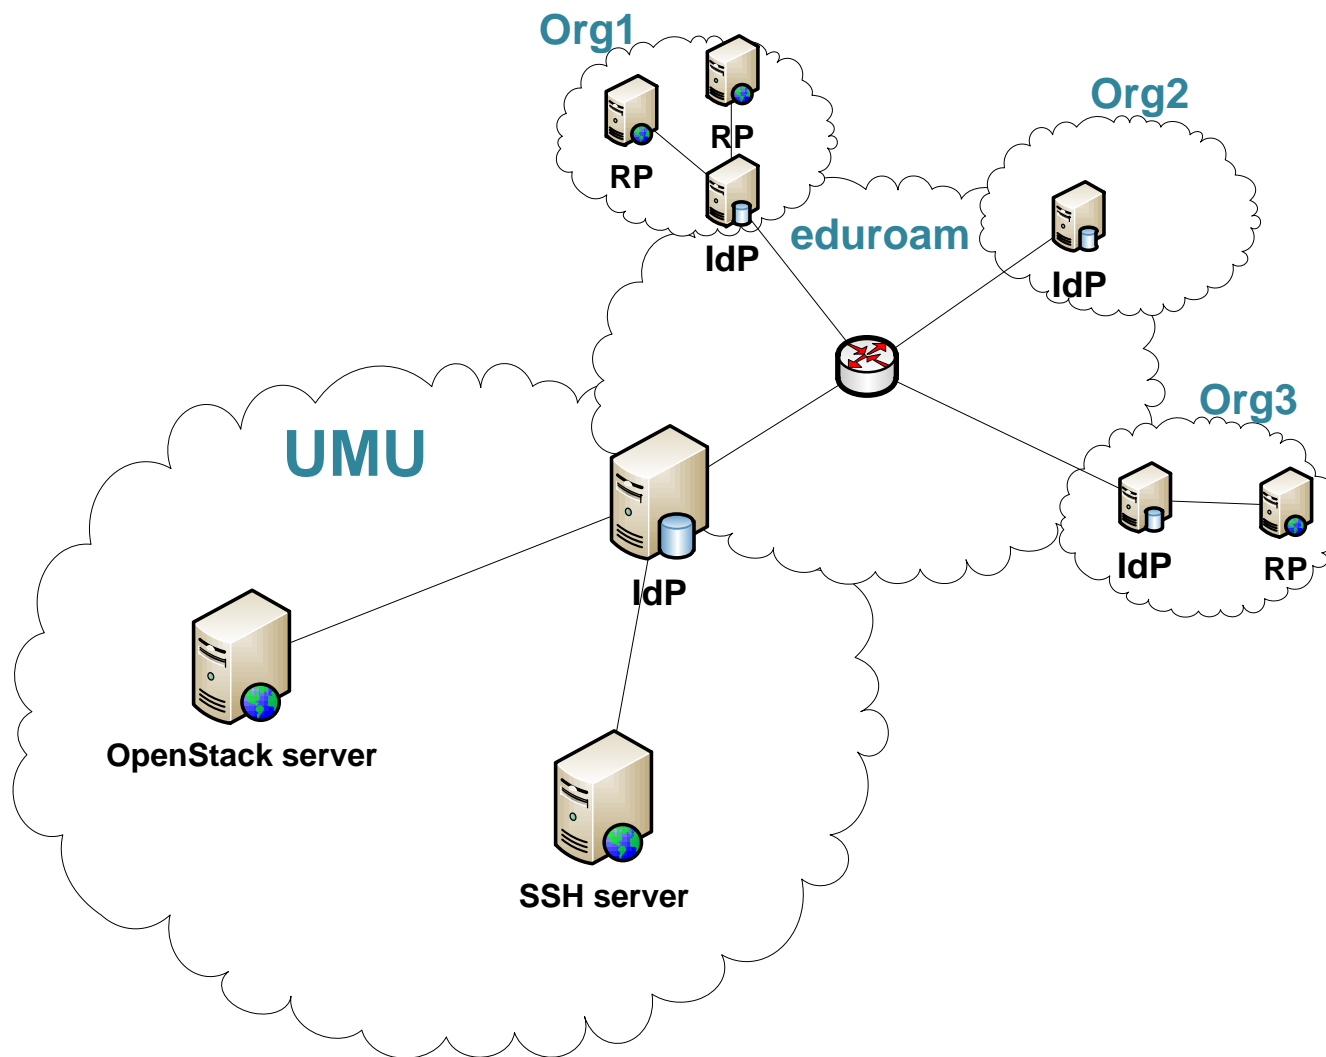 Org1
Org2
RP
RP
eduroam
IdP
IdP
Org3
UMU
IdP
RP
IdP
OpenStack server
SSH server